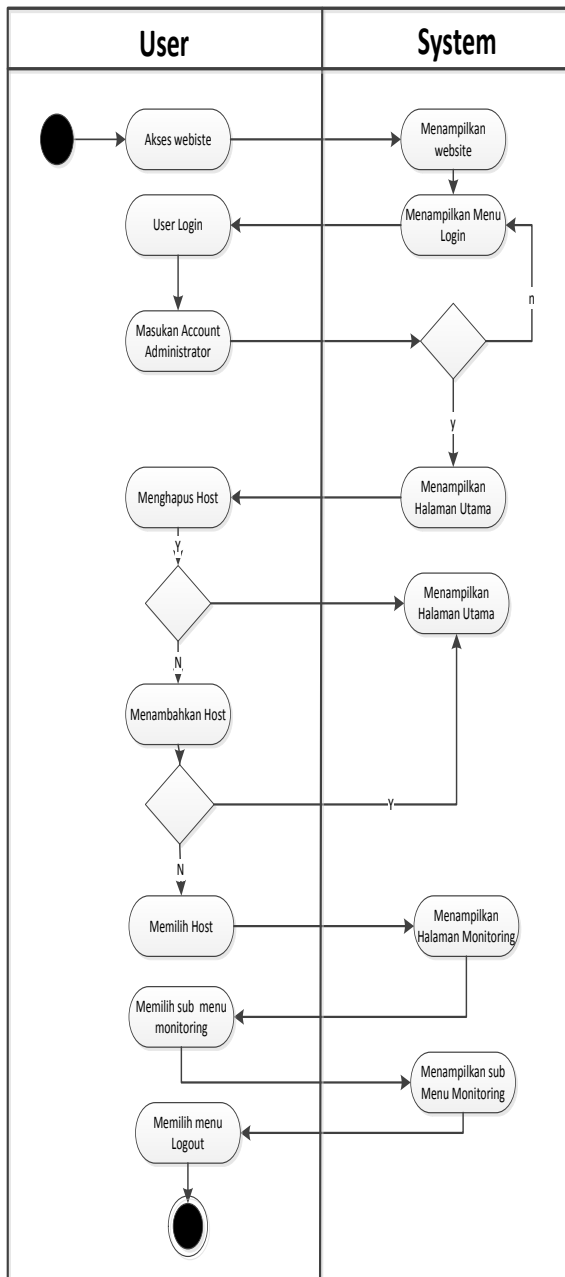 User
System
Akses webiste
Menampilkan
website
User Login
Menampilkan Menu
Login
n
Masukan Account
Administrator
y
Menghapus Host
Menampilkan
Halaman Utama
Y
Menampilkan
Halaman Utama
N
Menambahkan Host
Y
N
Memilih Host
Menampilkan
Halaman Monitoring
Memilih sub menu
monitoring
Menampilkan sub
Menu Monitoring
Memilih menu
Logout